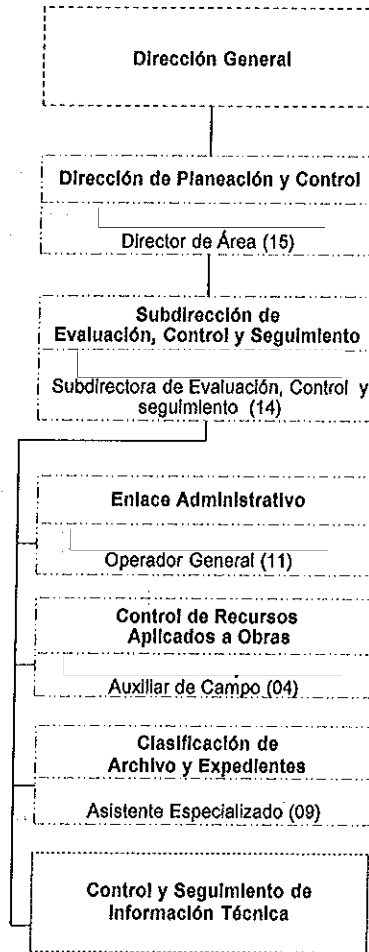 Dirección General
Dirección de Planeación y Control
Director de Área (15)
Subdirección de
Evaluación, Control y Seguimiento
Subdirectora de Evaluación, Control y
seguimiento (14)
Enlace Administrativo
Operador General (11)
Control de Recursos
Aplicados a Obras
Auxiliar de Campo (04)
Clasificación de
Archivo y Expedientes
Asistente Especializado (09)
Control y Seguimiento de
Información Técnica